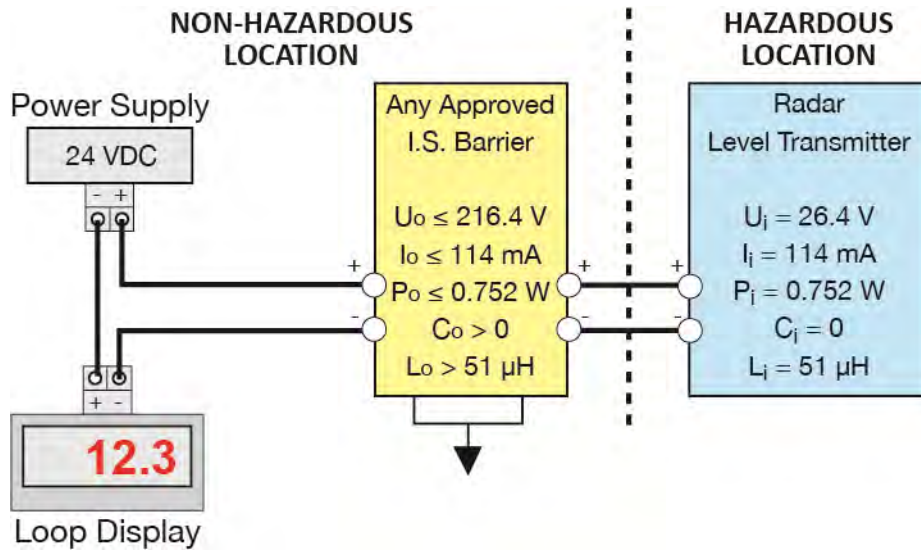 NON-HAZARDOUS
LOCATION
HAZARDOUS
LOCATION
Power Supply
24 VDC
- +
Any Approved
I.S. Barrier
Uo ≤ 216.4 V
Io ≤ 114 mA
Po ≤ 0.752 W
Co > 0
Lo > 51 µH
+
-
+
-
Radar
Level Transmitter
Ui = 26.4 V
Ii = 114 mA
Pi = 0.752 W
Ci = 0
Li = 51 µH
+
-
+ -
12.3
Loop Display